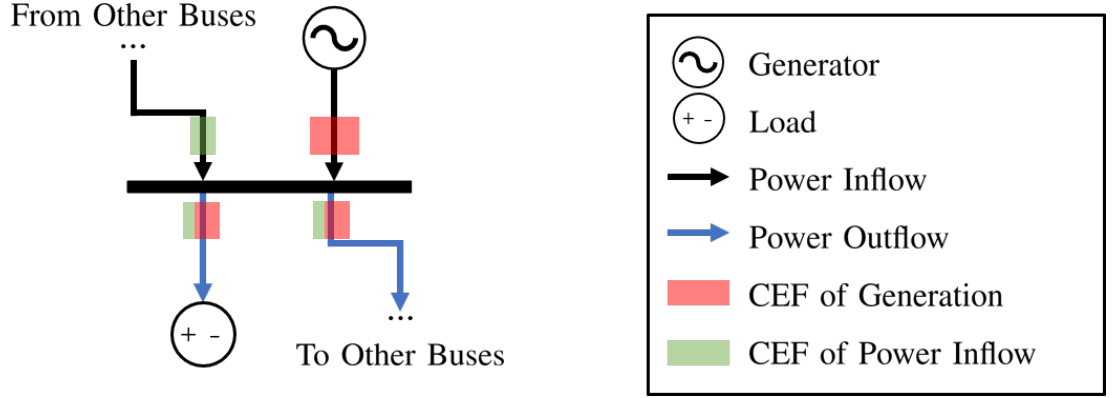 From Other Buses
...
+ -
...
To Other Buses
Generator
+ -
Load
Power Inflow
Power Outflow
CEF of Generation
CEF of Power Inflow